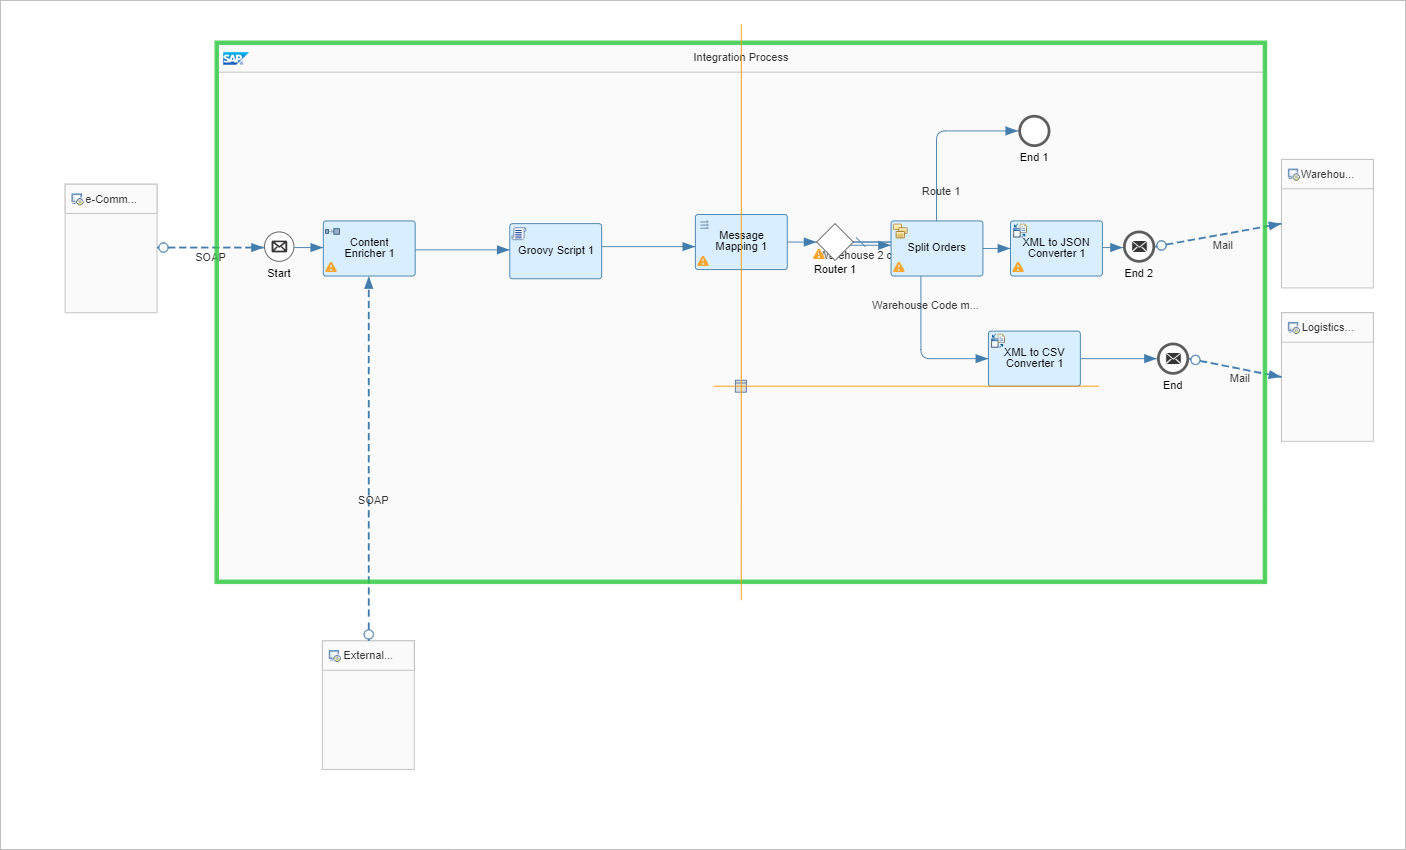 SAP
Integration Process
End 1
Route 1
e-Comm...
SOAP
Start
Content
Enricher 1
Groovy Script 1
Message
Mapping 1
Router 1
Split Orders
XML to JSON
Converter 1
End 2
Mail
Warehou...
Warehouse Code m...
XML to CSV
Converter 1
End
Mail
Logistics...
SOAP
External...